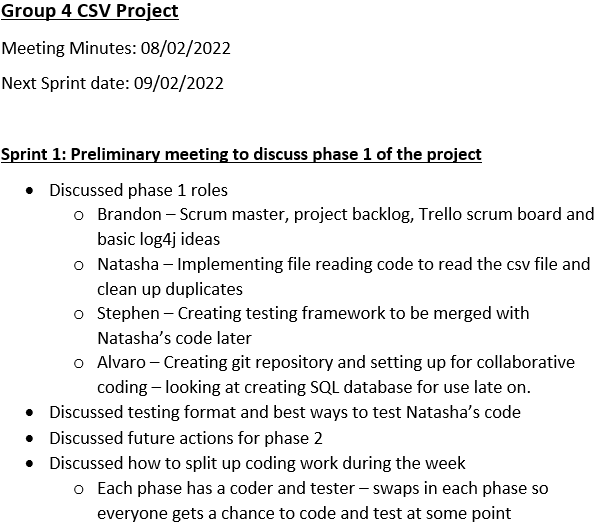 Group 4 CSV Project
Meeting Minutes: 08/02/2022
Next Sprint date: 09/02/2022
Sprint 1: Preliminary meeting to discuss phase 1 of the project
• Discussed phase 1 roles
o Brandon – Scrum master, project backlog, Trello scrum board and
basic log4j ideas
o Natasha – Implementing file reading code to read the csv file and
clean up duplicates
o Stephen – Creating testing framework to be merged with
Natasha’s code later
o Alvaro – Creating git repository and setting up for collaborative
coding – looking at creating SQL database for use late on.
• Discussed testing format and best ways to test Natasha’s code
• Discussed future actions for phase 2
• Discussed how to split up coding work during the week
o Each phase has a coder and tester – swaps in each phase so
everyone gets a chance to code and test at some point